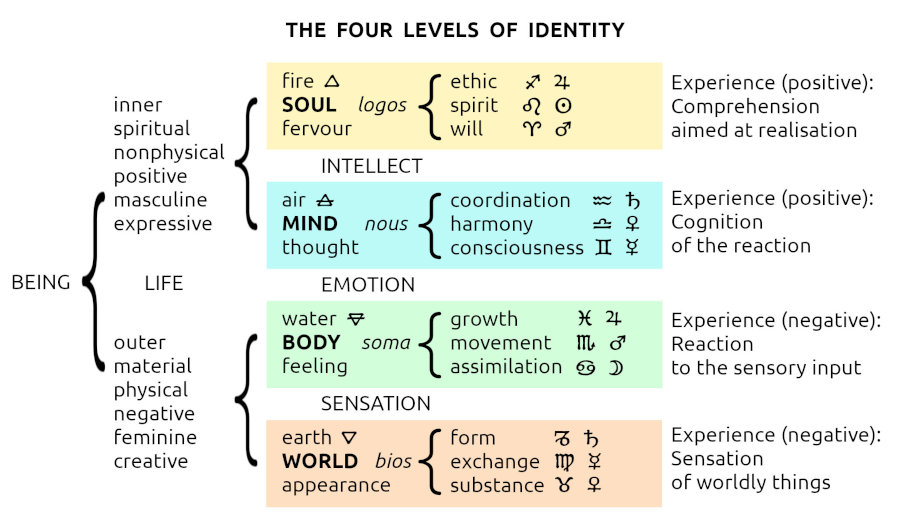 THE FOUR LEVELS OF IDENTITY
BEING
inner
spiritual
nonphysical
positive
masculine
expressive
LIFE
outer
material
physical
negative
feminine
creative
fire 🜂
SOUL logos
fervour
ethic ♐ ♃
spirit ♌ ☉
will ♈ ♂
Experience (positive):
Comprehension
aimed at realisation
INTELLECT
air 🜁
MIND nous
thought
coordination ♒ ♄
harmony ♎ ♀
consciousness ♊ ☿
Experience (positive):
Cognition
of the reaction
EMOTION
water 🜄
BODY soma
feeling
growth ♓ ♃
movement ♏ ♂
assimilation ♋ ☽
Experience (negative):
Reaction
to the sensory input
SENSATION
earth 🜃
WORLD bios
appearance
form ♑ ♄
exchange ♍ ☿
substance ♉ ♀
Experience (negative):
Sensation
of worldly things